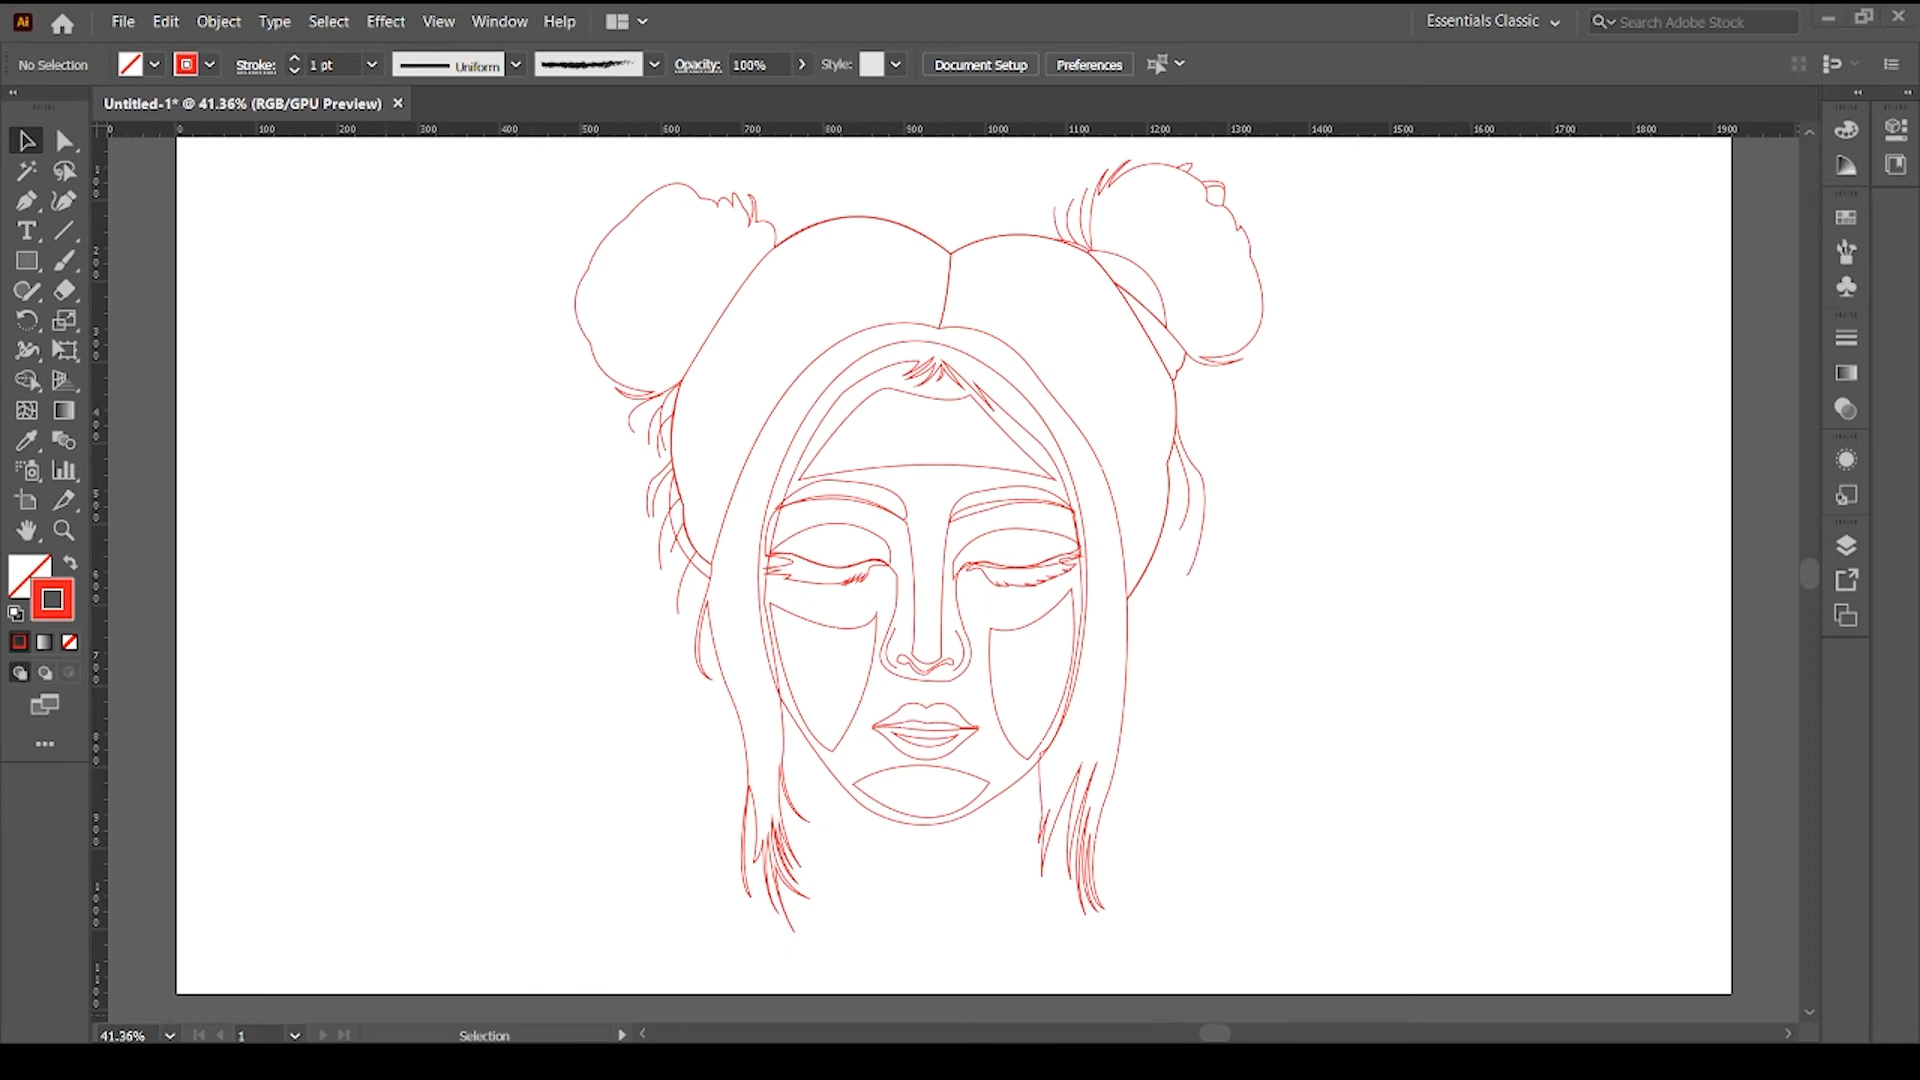 Ai File Edit Object Type Select Effect View Window Help Essentials Classic Search Adobe Stock
No Selection Stroke: 1 pt Uniform Opacity: 100% Style: Document Setup Preferences
Untitled-1* @ 41.36% (RGB/GPU Preview)
0 0 100 200 300 400 500 600 700 800 900 1000 1100 1200 1300 1400 1500 1600 1700 1800 1900
41.36% 1 Selection